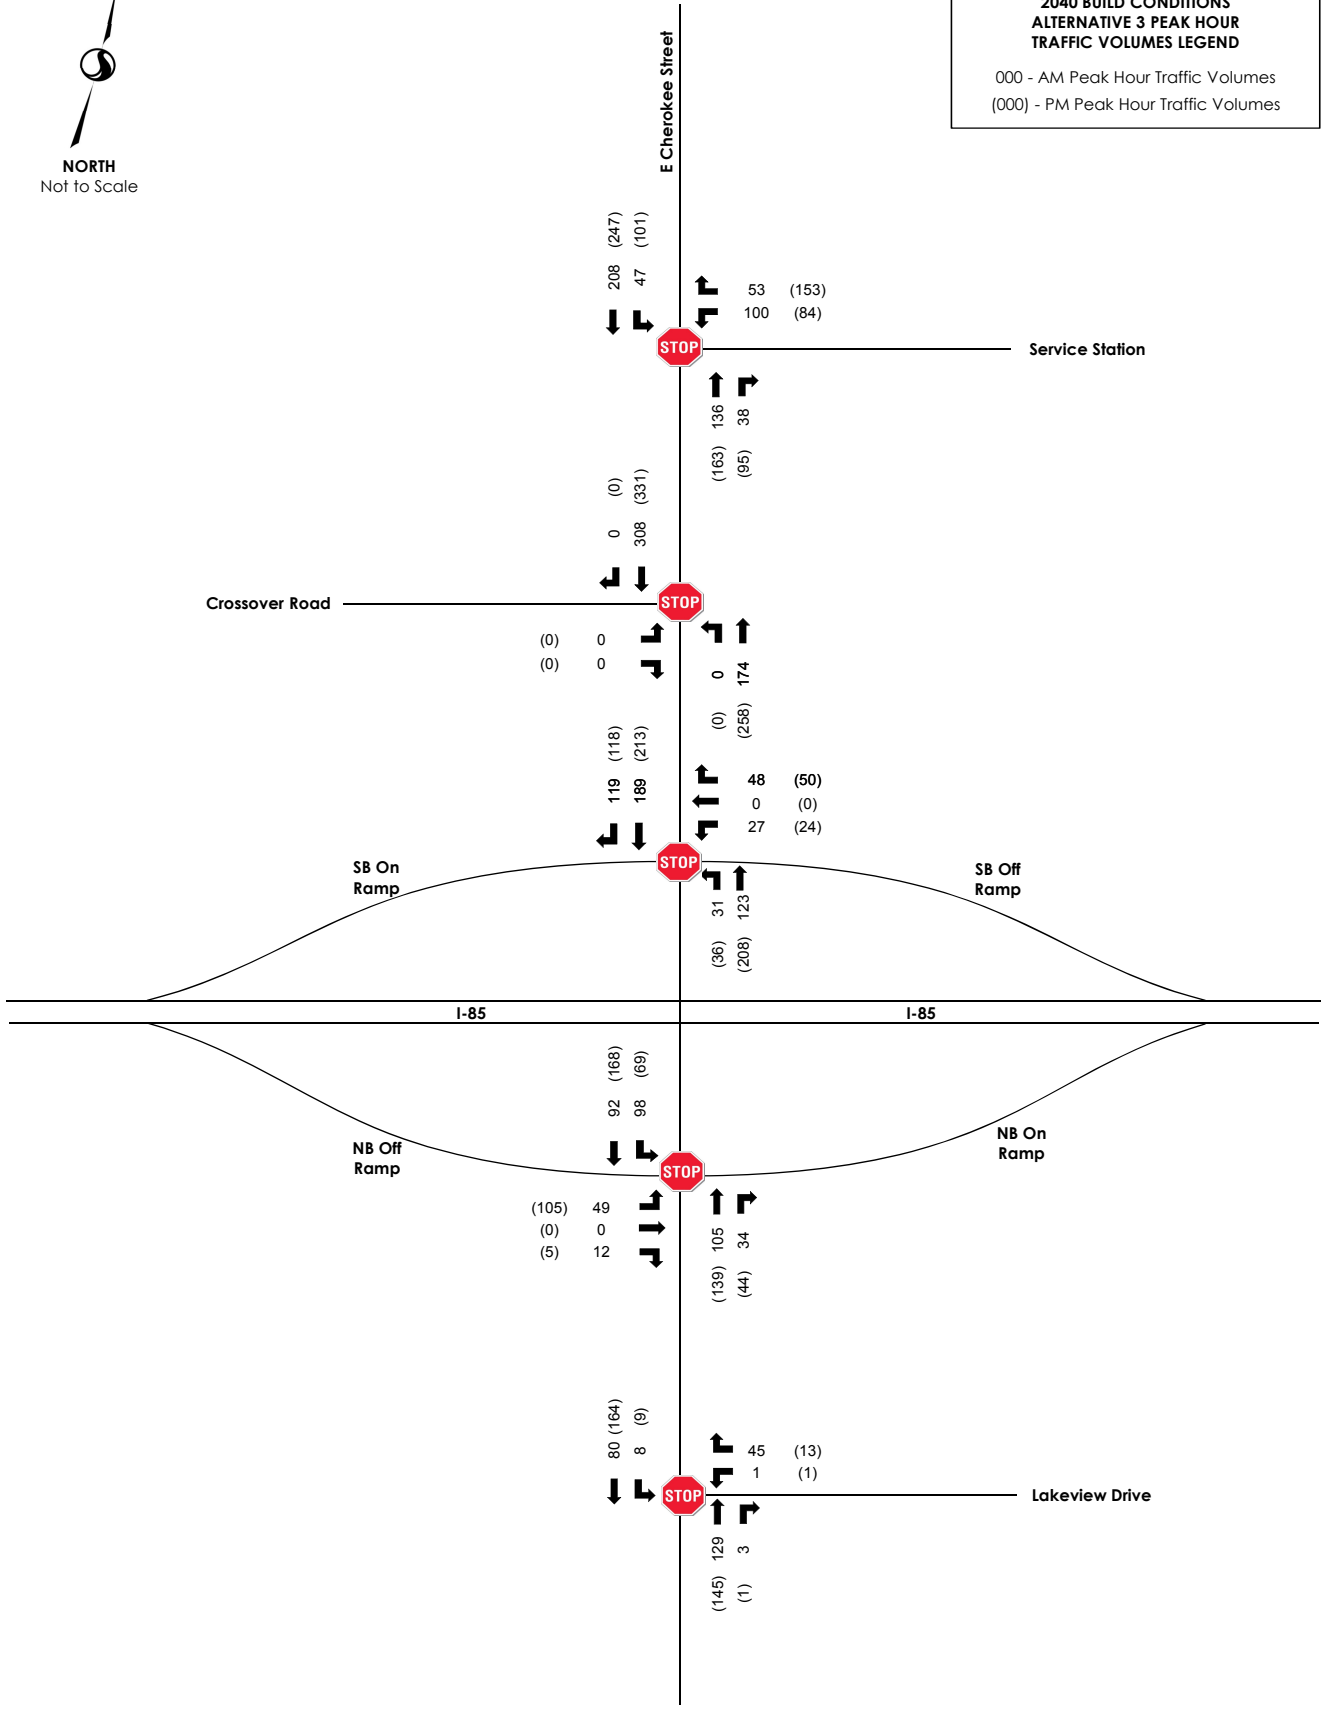 2040 BUILD CONDITIONS
ALTERNATIVE 3 PEAK HOUR
TRAFFIC VOLUMES LEGEND
000 - AM Peak Hour Traffic Volumes
(000) - PM Peak Hour Traffic Volumes
NORTH
Not to Scale
E Cherokee Street
208 (247)
47 (101)
53 (153)
100 (84)
STOP
Service Station
(163) 136
(95) 38
0 (0)
308 (331)
Crossover Road
STOP
(0) 0
(0) 0
(0) 0
(258) 174
119 (118)
189 (213)
48 (50)
0 (0)
27 (24)
SB On
Ramp
STOP
SB Off
Ramp
(36) 31
(208) 123
I-85
I-85
92 (168)
98 (69)
NB Off
Ramp
STOP
NB On
Ramp
(105) 49
(0) 0
(5) 12
(139) 105
(44) 34
80 (164)
8 (9)
45 (13)
1 (1)
STOP
Lakeview Drive
(145) 129
(1) 3